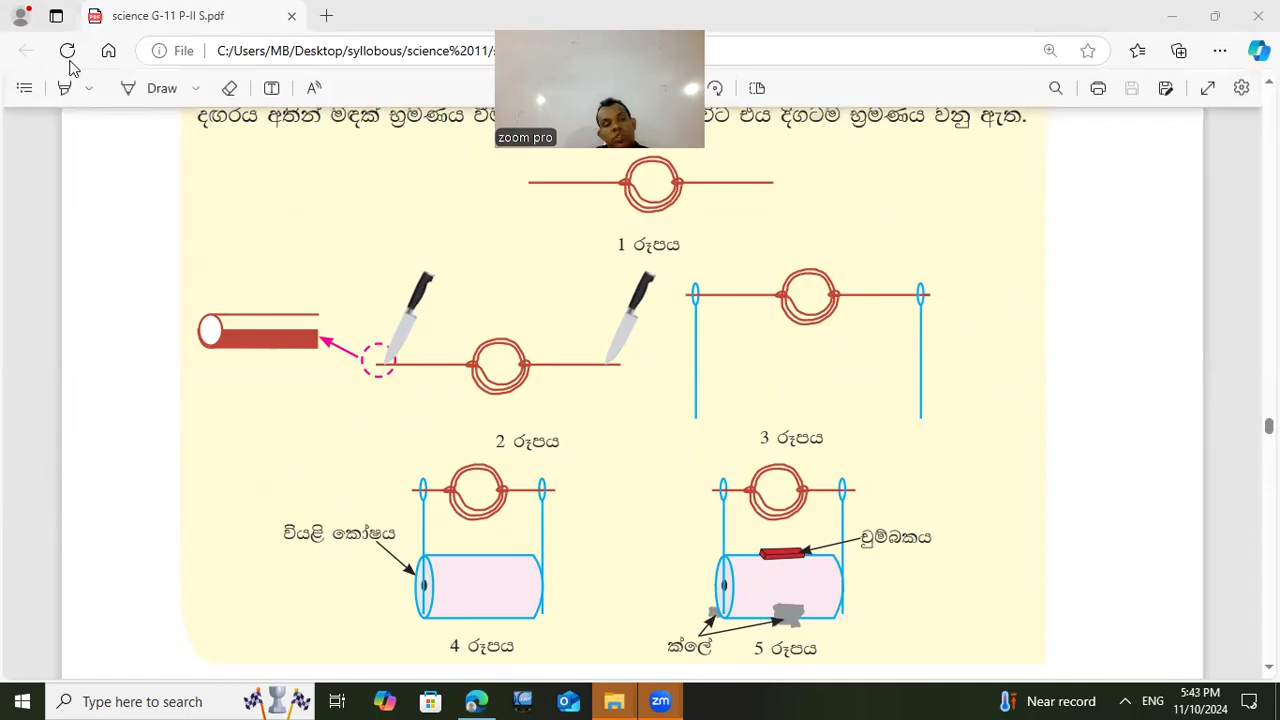 science G-11 P-II S.pdf
File
C:/Users/MB/Desktop/syllobous/science%2011/
Draw
දඟරය අතින් මඳක් භ්‍රමණය
විට එය දිගටම භ්‍රමණය වනු ඇත.
zoom pro
1 රූපය
2 රූපය
3 රූපය
වියළි කෝෂය
චුම්බකය
ක්ලේ
4 රූපය
5 රූපය
Type here to search
zm
Near record
ENG
5:43 PM
11/10/2024